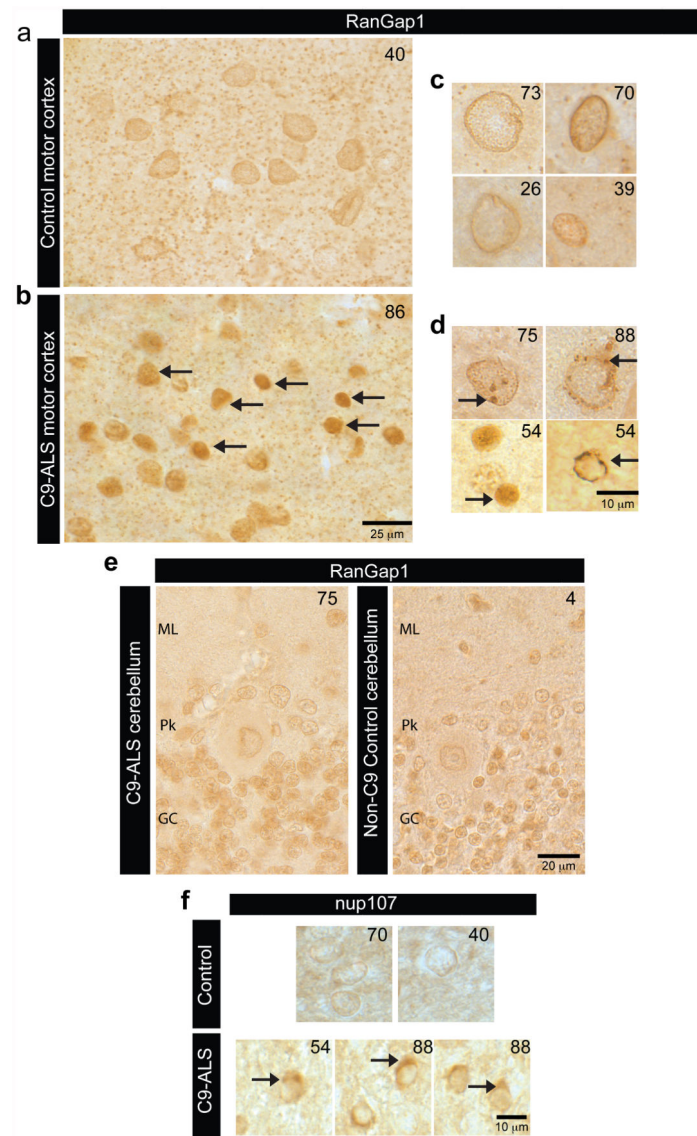 RanGap1
a
Control motor cortex
40
c
73
70
26
39
b
C9-ALS motor cortex
86
25 µm
d
75
88
54
54
10 µm
e
RanGap1
C9-ALS cerebellum
75
ML
Pk
GC
Non-C9 Control cerebellum
4
ML
Pk
GC
20 µm
f
nup107
Control
70
40
C9-ALS
54
88
88
10 µm